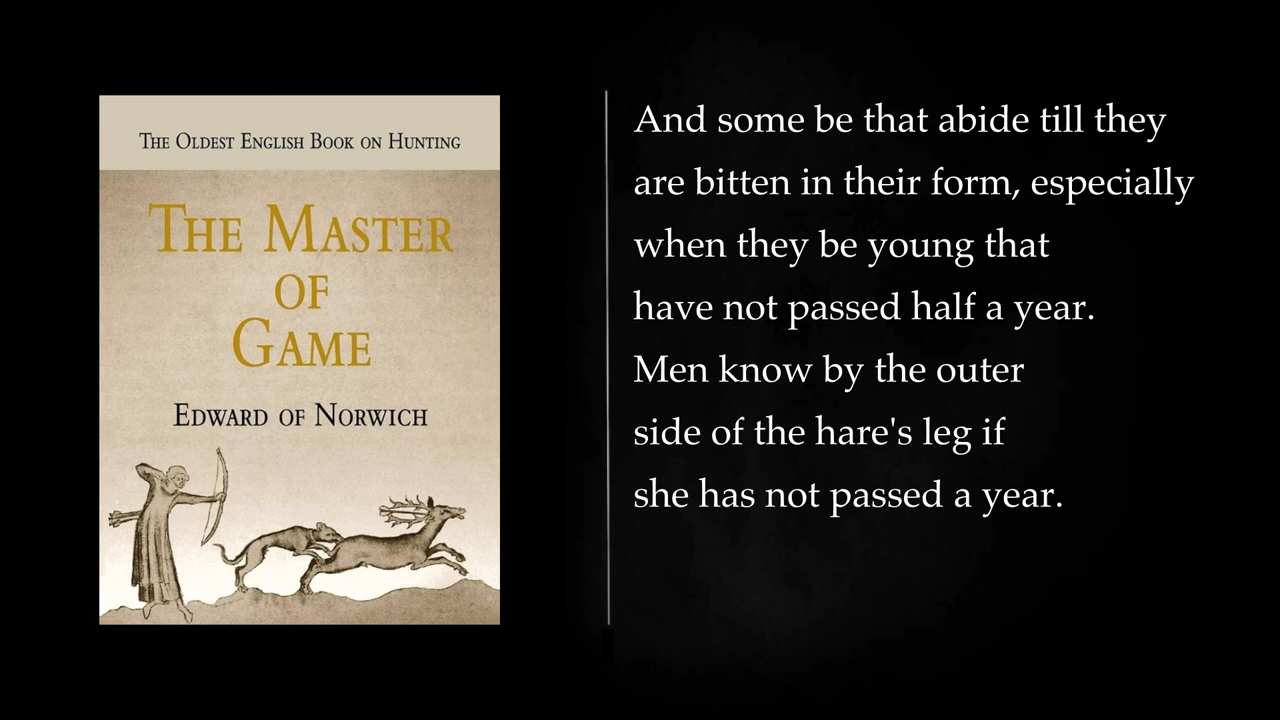 The Oldest English Book on Hunting
The Master
of
Game
Edward of Norwich
And some be that abide till they
are bitten in their form, especially
when they be young that
have not passed half a year.
Men know by the outer
side of the hare's leg if
she has not passed a year.